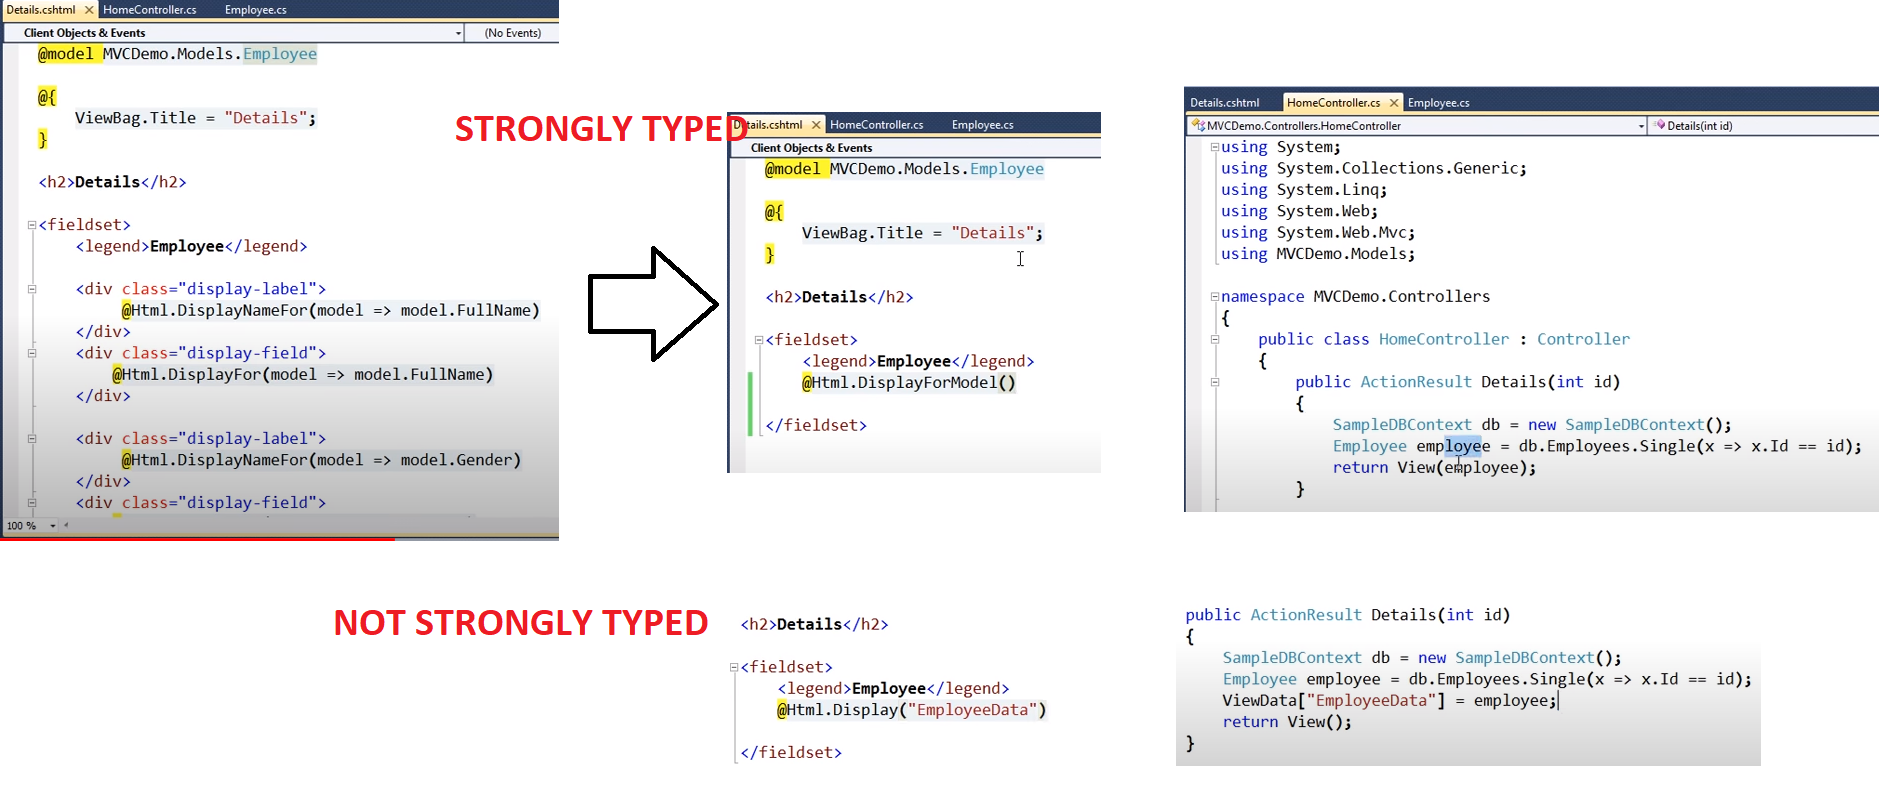 Details.cshtml HomeController.cs Employee.cs
Client Objects & Events (No Events)
@model MVCDemo.Models.Employee
@{
ViewBag.Title = "Details";
}
<h2>Details</h2>
<fieldset>
<legend>Employee</legend>
<div class="display-label">
@Html.DisplayNameFor(model => model.FullName)
</div>
<div class="display-field">
@Html.DisplayFor(model => model.FullName)
</div>
<div class="display-label">
@Html.DisplayNameFor(model => model.Gender)
</div>
<div class="display-field">
100 %
STRONGLY TYPED
Details.cshtml HomeController.cs Employee.cs
Client Objects & Events
@model MVCDemo.Models.Employee
@{
ViewBag.Title = "Details";
}
<h2>Details</h2>
<fieldset>
<legend>Employee</legend>
@Html.DisplayForModel()
</fieldset>
Details.cshtml HomeController.cs Employee.cs
MVCDemo.Controllers.HomeController Details(int id)
using System;
using System.Collections.Generic;
using System.Linq;
using System.Web;
using System.Web.Mvc;
using MVCDemo.Models;
namespace MVCDemo.Controllers
{
public class HomeController : Controller
{
public ActionResult Details(int id)
{
SampleDBContext db = new SampleDBContext();
Employee employee = db.Employees.Single(x => x.Id == id);
return View(employee);
}
NOT STRONGLY TYPED
<h2>Details</h2>
<fieldset>
<legend>Employee</legend>
@Html.Display("EmployeeData")
</fieldset>
public ActionResult Details(int id)
{
SampleDBContext db = new SampleDBContext();
Employee employee = db.Employees.Single(x => x.Id == id);
ViewData["EmployeeData"] = employee;
return View();
}